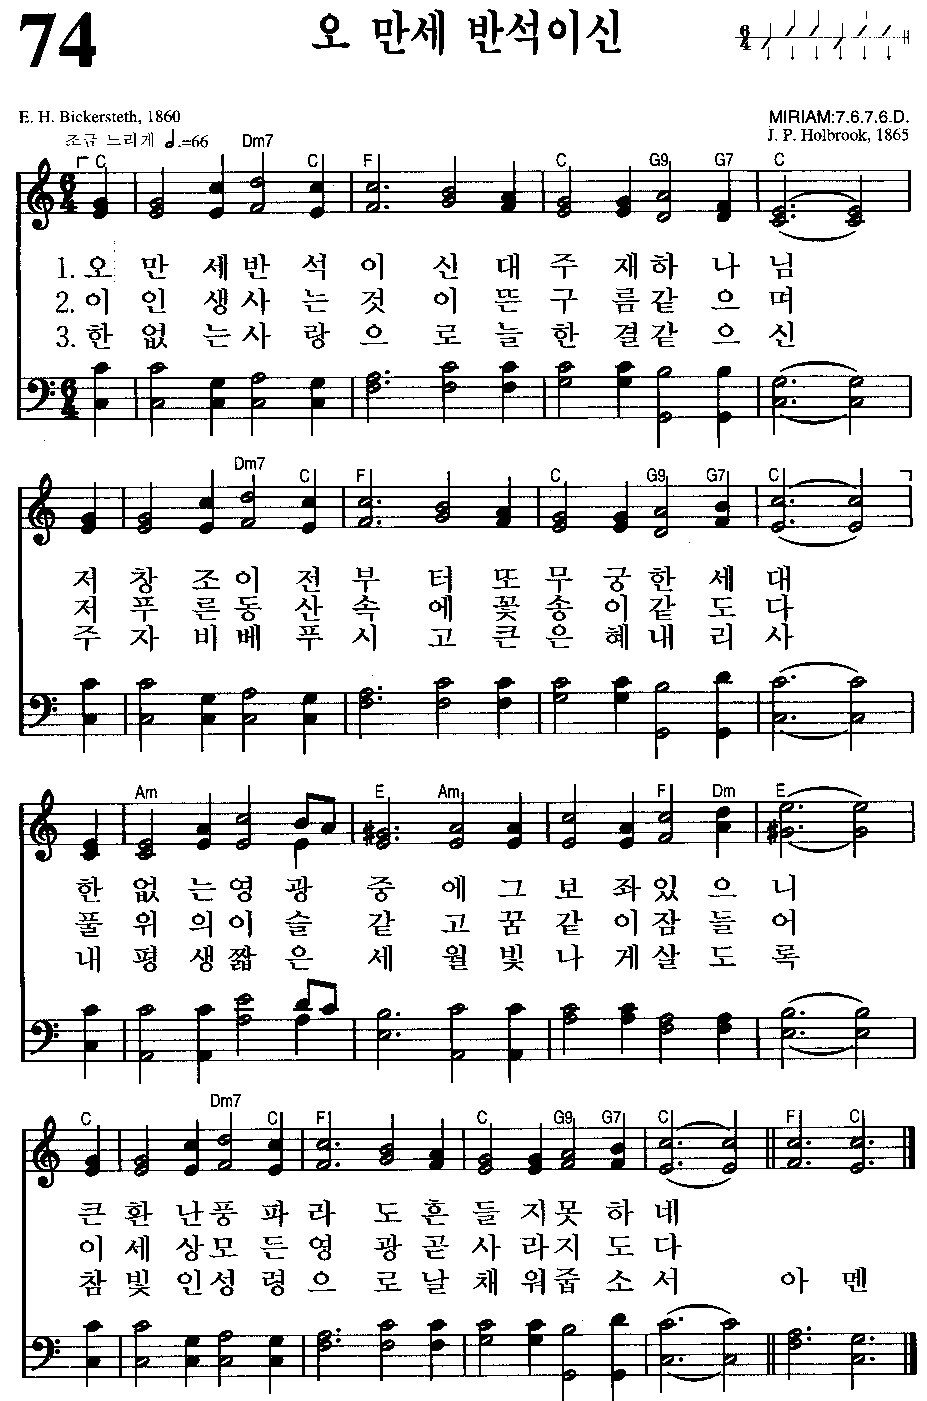 74
오 만세 반석이신
6 4
E. H. Bickersteth, 1860
MIRIAM:7.6.7.6.D.
조금 느리게 𝅗𝅥.=66
J. P. Holbrook, 1865
C Dm7 C F C G9 G7 C
1. 오 만 세 반 석 이 신 대 주 재 하 나 님
2. 이 인 생 사 는 것 이 뜬 구 름 같 으 며
3. 한 없 는 사 랑 으 로 늘 한 결 같 으 신
Dm7 C F C G9 G7 C
저 창 조 이 전 부 터 또 무 궁 한 세 대
저 푸 른 동 산 속 에 꽃 송 이 같 도 다
주 자 비 베 푸 시 고 큰 은 혜 내 리 사
Am E Am F Dm E
한 없 는 영 광 중 에 그 보 좌 있 으 니
풀 위 의 이 슬 같 고 꿈 같 이 잠 들 어
내 평 생 짧 은 세 월 빛 나 게 살 도 록
C Dm7 C F1 C G9 G7 C F C
큰 환 난 풍 파 라 도 흔 들 지 못 하 네
이 세 상 모 든 영 광 곧 사 라 지 도 다
참 빛 인 성 령 으 로 날 채 워 줍 소 서 아 멘